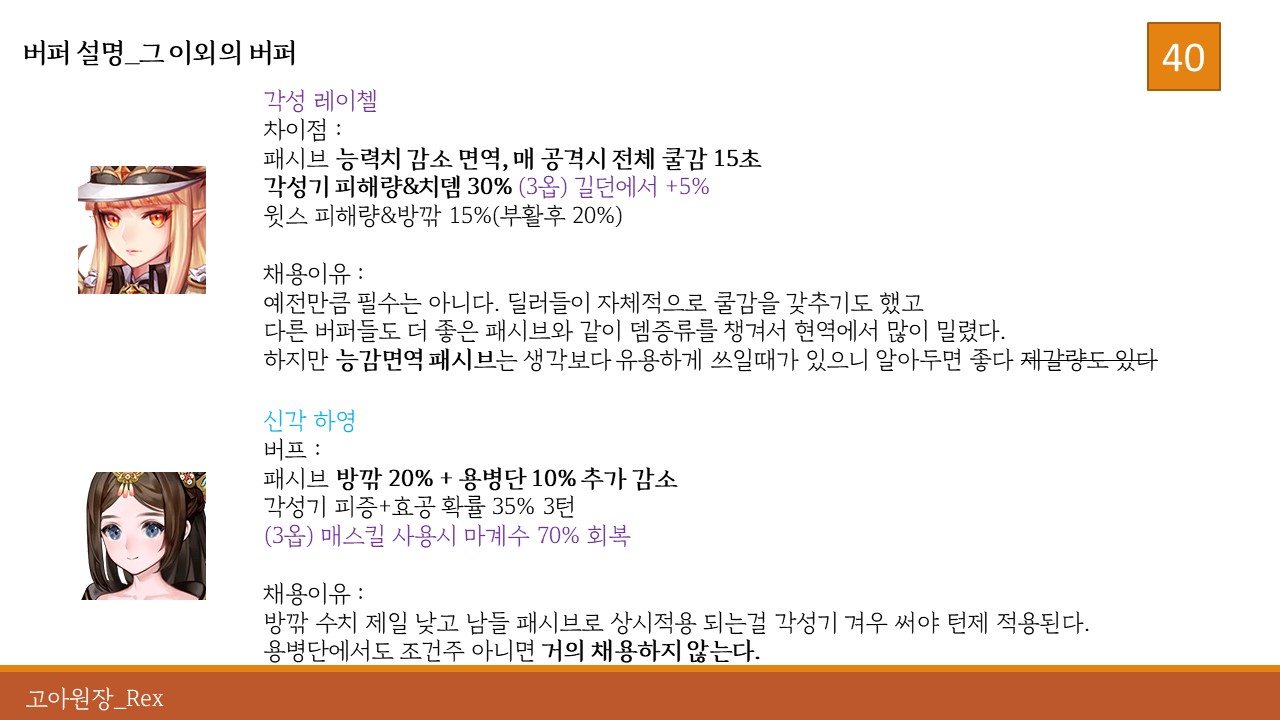 버퍼 설명_그 이외의 버퍼
40
각성 레이첼
차이점 :
패시브 능력치 감소 면역, 매 공격시 전체 쿨감 15초
각성기 피해량&치뎀 30% (3옵) 길던에서 +5%
윗스 피해량&방깎 15%(부활후 20%)
채용이유 :
예전만큼 필수는 아니다. 딜러들이 자체적으로 쿨감을 갖추기도 했고
다른 버퍼들도 더 좋은 패시브와 같이 뎀증류를 챙겨서 현역에서 많이 밀렸다.
하지만 능감면역 패시브는 생각보다 유용하게 쓰일때가 있으니 알아두면 좋다 제갈량도 있다
신각 하영
버프 :
패시브 방깎 20% + 용병단 10% 추가 감소
각성기 피증+효공 확률 35% 3턴
(3옵) 매스킬 사용시 마계수 70% 회복
채용이유 :
방깎 수치 제일 낮고 남들 패시브로 상시적용 되는걸 각성기 겨우 써야 턴제 적용된다.
용병단에서도 조건주 아니면 거의 채용하지 않는다.
고아원장_Rex